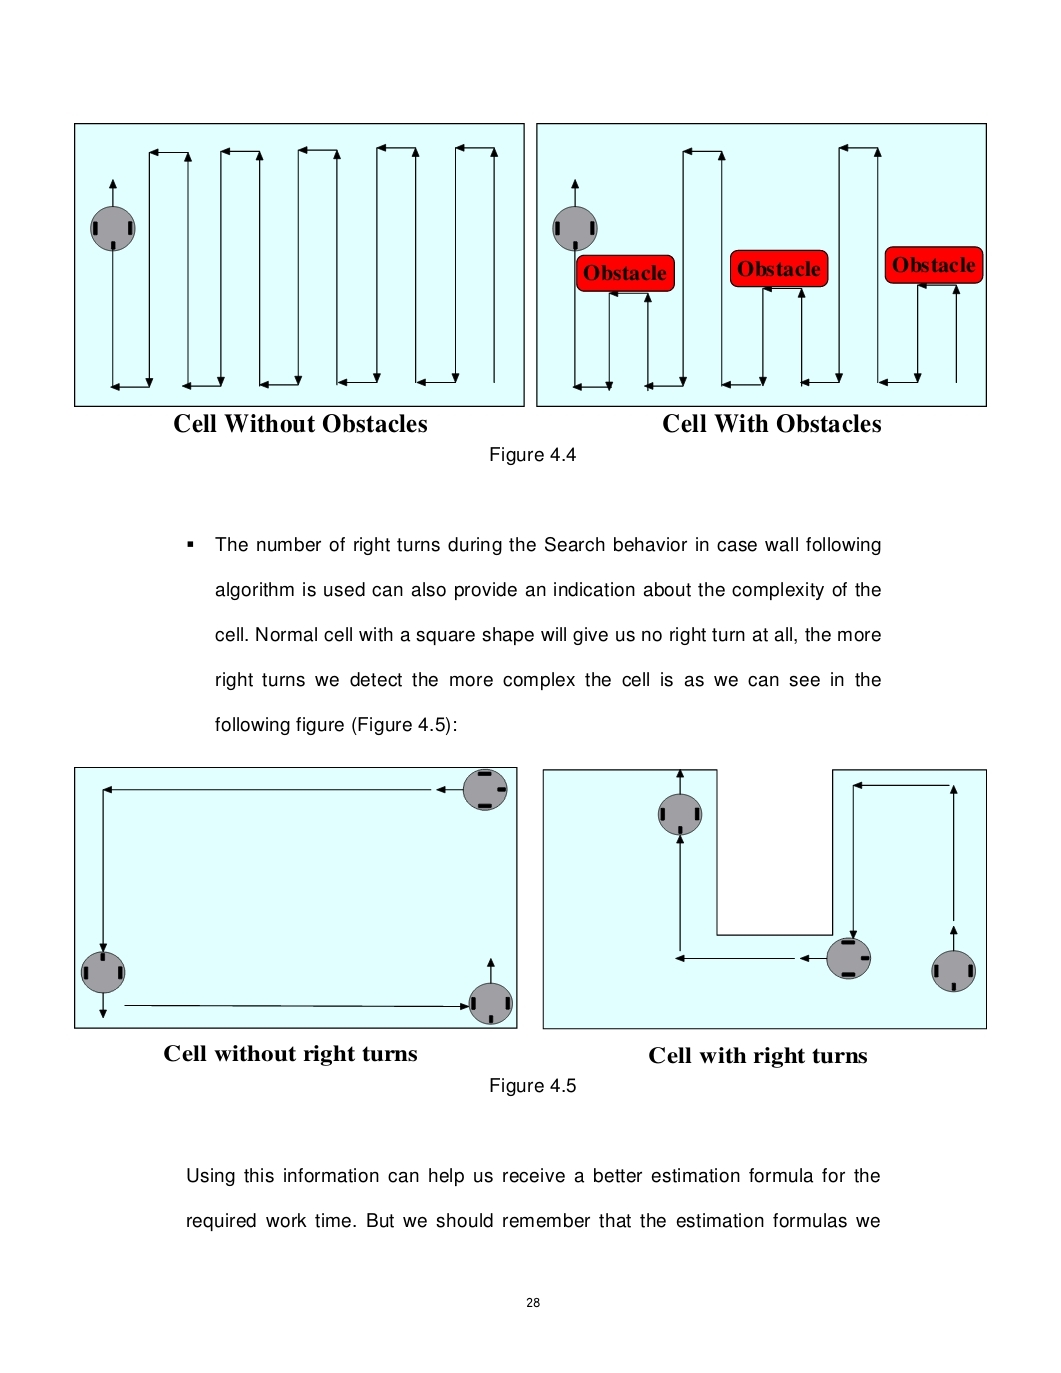 Obstacle
Obstacle
Obstacle
Cell Without Obstacles
Cell With Obstacles
Figure 4.4
▪ The number of right turns during the Search behavior in case wall following
algorithm is used can also provide an indication about the complexity of the
cell. Normal cell with a square shape will give us no right turn at all, the more
right turns we detect the more complex the cell is as we can see in the
following figure (Figure 4.5):
Cell without right turns
Cell with right turns
Figure 4.5
Using this information can help us receive a better estimation formula for the
required work time. But we should remember that the estimation formulas we
28